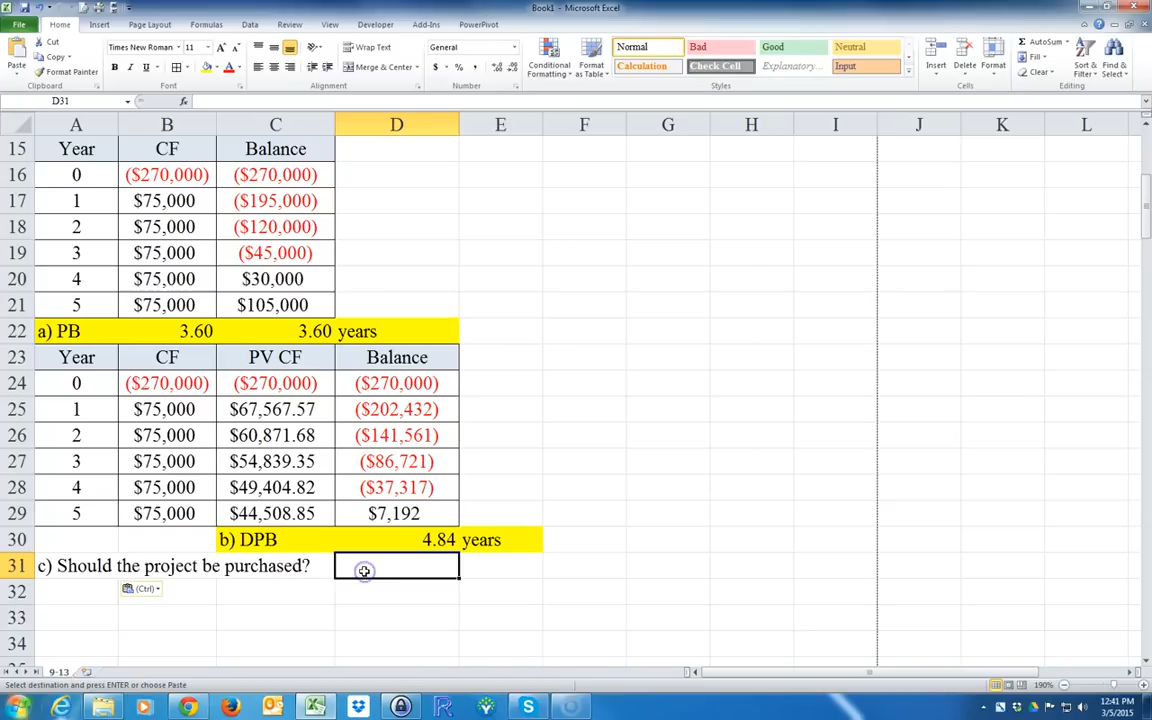 Book1 - Microsoft Excel
File Home Insert Page Layout Formulas Data Review View Developer Add-Ins PowerPivot
Cut
Copy
Format Painter
Paste
Clipboard
Times New Roman 11
B I U
Font
Wrap Text
Merge & Center
Alignment
General
$ % ,
Number
Conditional Formatting
Format as Table
Normal Bad Good Neutral
Calculation Check Cell Explanatory... Input
Styles
Insert Delete Format
Cells
AutoSum
Fill
Clear
Sort & Filter
Find & Select
Editing
D31 fx
A B C D E F G H I J K L
15 Year CF Balance
16 0 ($270,000) ($270,000)
17 1 $75,000 ($195,000)
18 2 $75,000 ($120,000)
19 3 $75,000 ($45,000)
20 4 $75,000 $30,000
21 5 $75,000 $105,000
22 a) PB 3.60 3.60 years
23 Year CF PV CF Balance
24 0 ($270,000) ($270,000) ($270,000)
25 1 $75,000 $67,567.57 ($202,432)
26 2 $75,000 $60,871.68 ($141,561)
27 3 $75,000 $54,839.35 ($86,721)
28 4 $75,000 $49,404.82 ($37,317)
29 5 $75,000 $44,508.85 $7,192
30 b) DPB 4.84 years
31 c) Should the project be purchased?
32 (Ctrl)
33
34
9-13
Select destination and press ENTER or choose Paste
190%
12:41 PM
3/5/2015